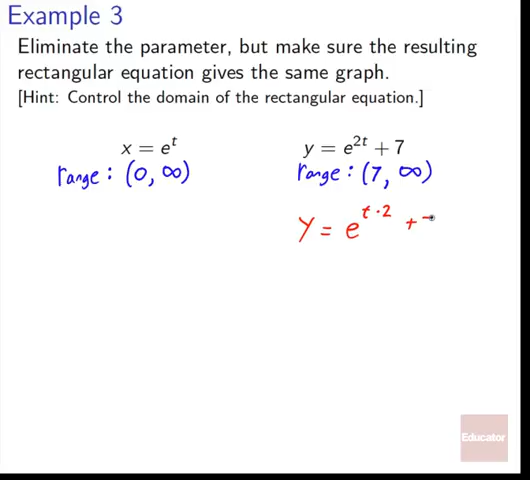 Example 3
Eliminate the parameter, but make sure the resulting
rectangular equation gives the same graph.
[Hint: Control the domain of the rectangular equation.]
x = e^t y = e^{2t} + 7
range: (0, ∞) range: (7, ∞)
y = e^{t·2} +
Educator